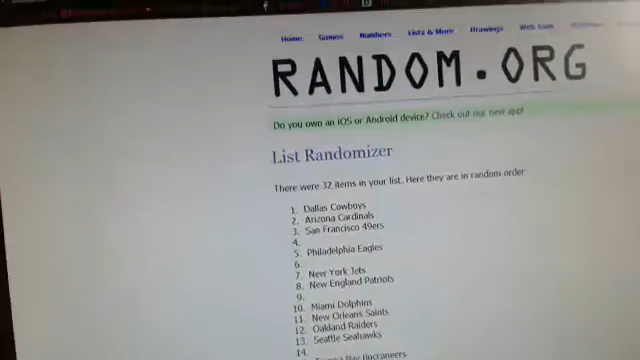 Home Games Numbers Lists & More Drawings Web Tools
RANDOM.ORG
Do you own an iOS or Android device? Check out our new app!
List Randomizer
There were 32 items in your list. Here they are in random order
1. Dallas Cowboys
2. Arizona Cardinals
3. San Francisco 49ers
4.
5. Philadelphia Eagles
6.
7. New York Jets
8. New England Patriots
9.
10. Miami Dolphins
11. New Orleans Saints
12. Oakland Raiders
13. Seattle Seahawks
14.
Tampa Bay Buccaneers